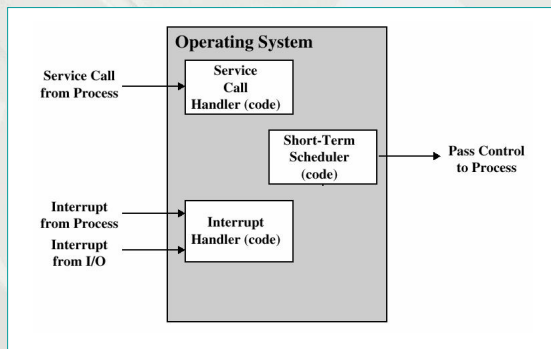 Operating System
Service Call
from Process
Service
Call
Handler (code)
Short-Term
Scheduler
(code)
Pass Control
to Process
Interrupt
from Process
Interrupt
from I/O
Interrupt
Handler (code)